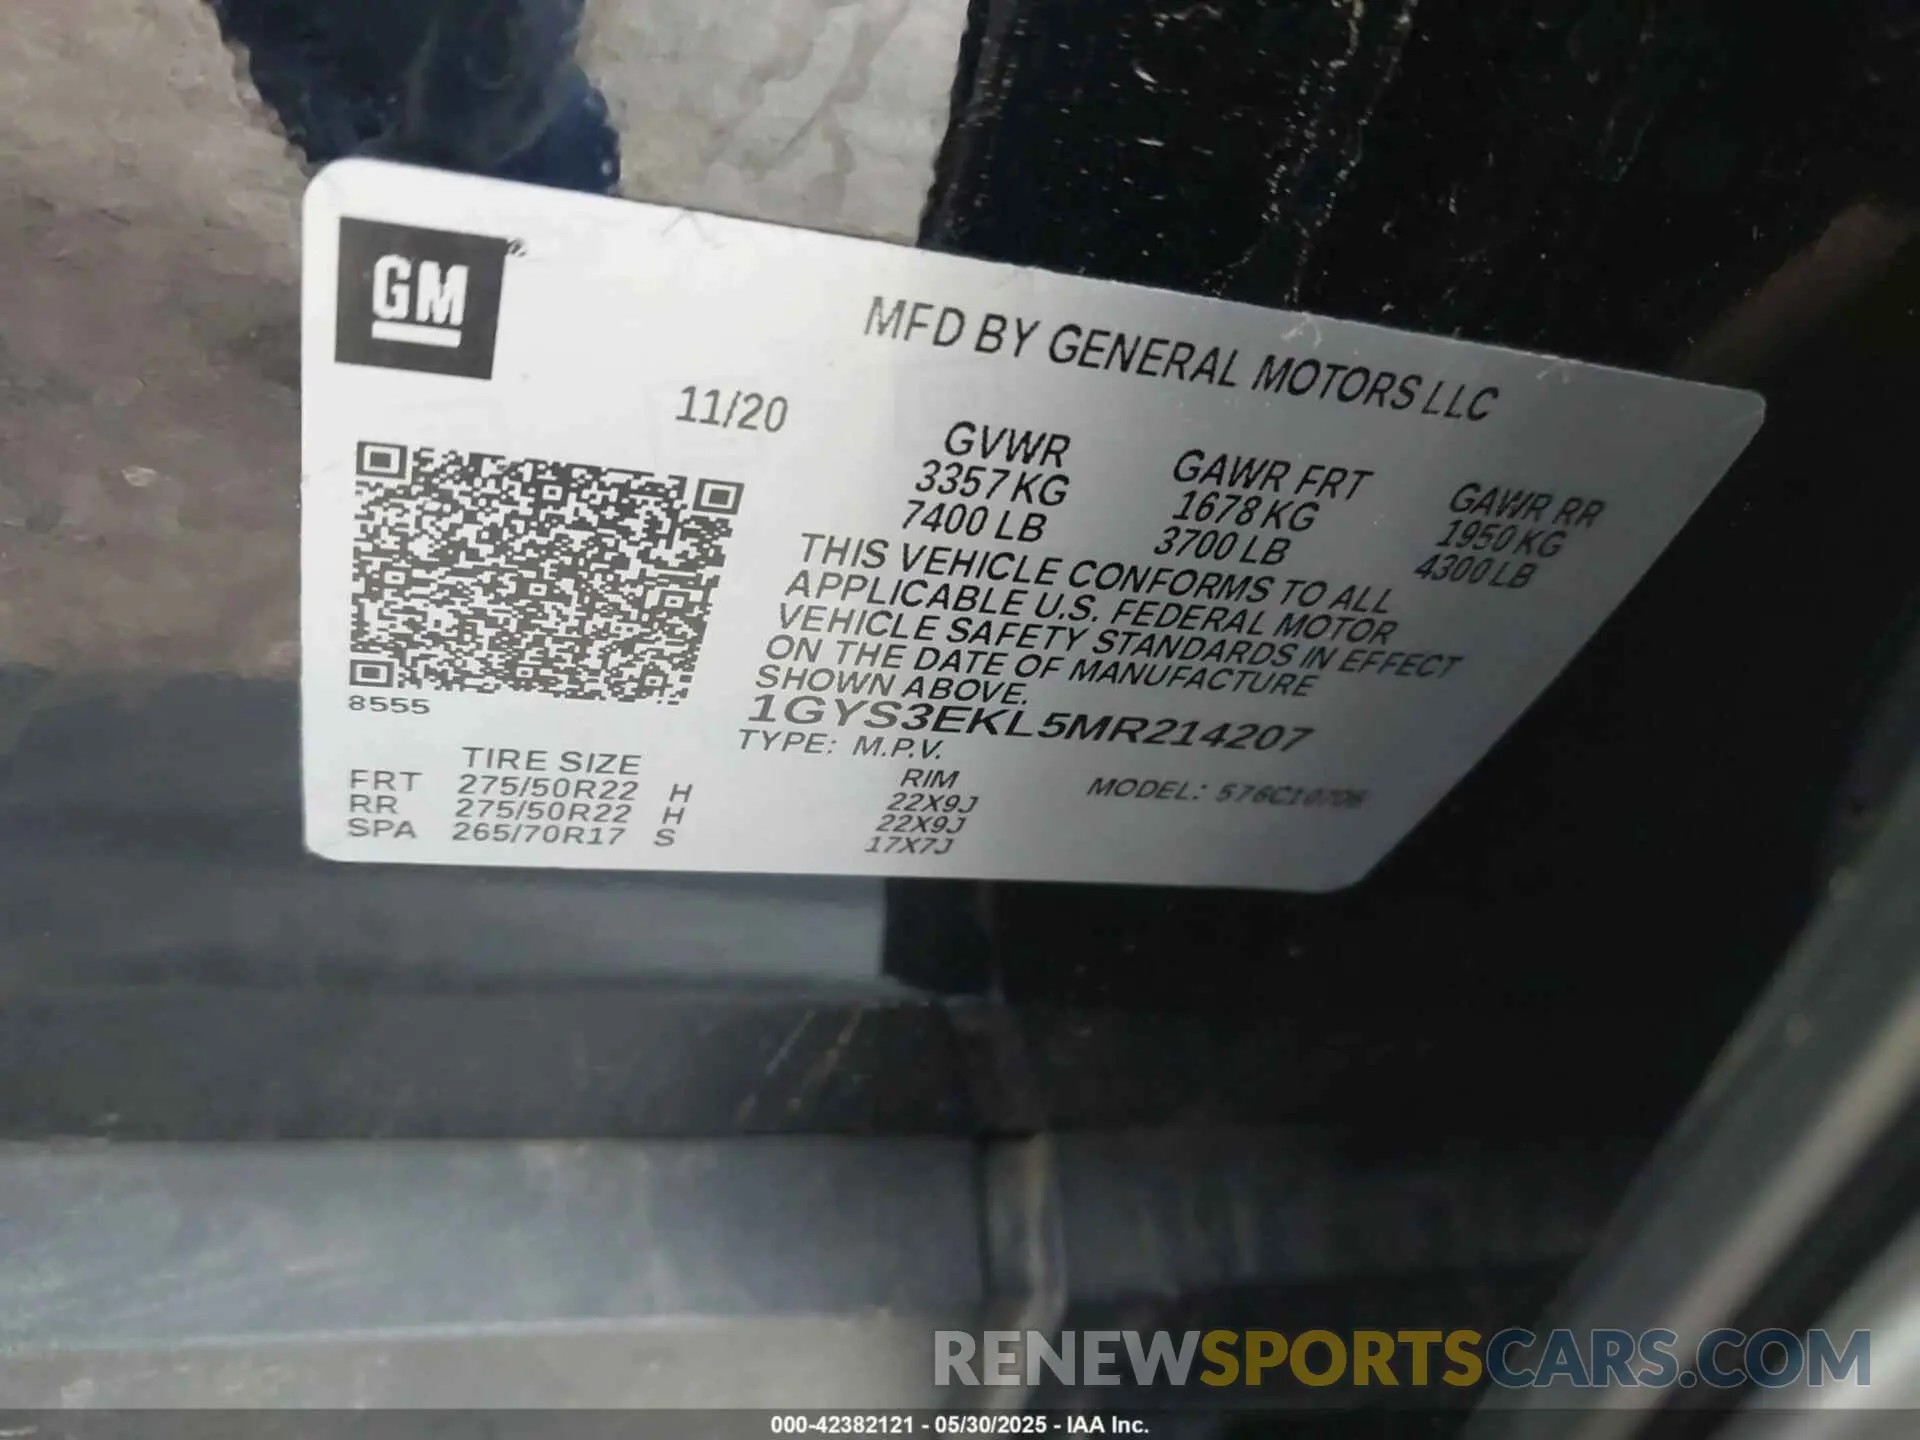 GM
MFD BY GENERAL MOTORS LLC
11/20
GVWR GAWR FRT GAWR RR
3357 KG 1678 KG 1950 KG
7400 LB 3700 LB 4300 LB
THIS VEHICLE CONFORMS TO ALL
APPLICABLE U.S. FEDERAL MOTOR
VEHICLE SAFETY STANDARDS IN EFFECT
ON THE DATE OF MANUFACTURE
SHOWN ABOVE.
8555
1GYS3EKL5MR214207
TYPE: M.P.V.
TIRE SIZE RIM MODEL:
FRT 275/50R22 H 22X9J
RR 275/50R22 H 22X9J
SPA 265/70R17 S 17X7J
RENEWSPORTSCARS.COM
000-42382121 - 05/30/2025 - IAA Inc.